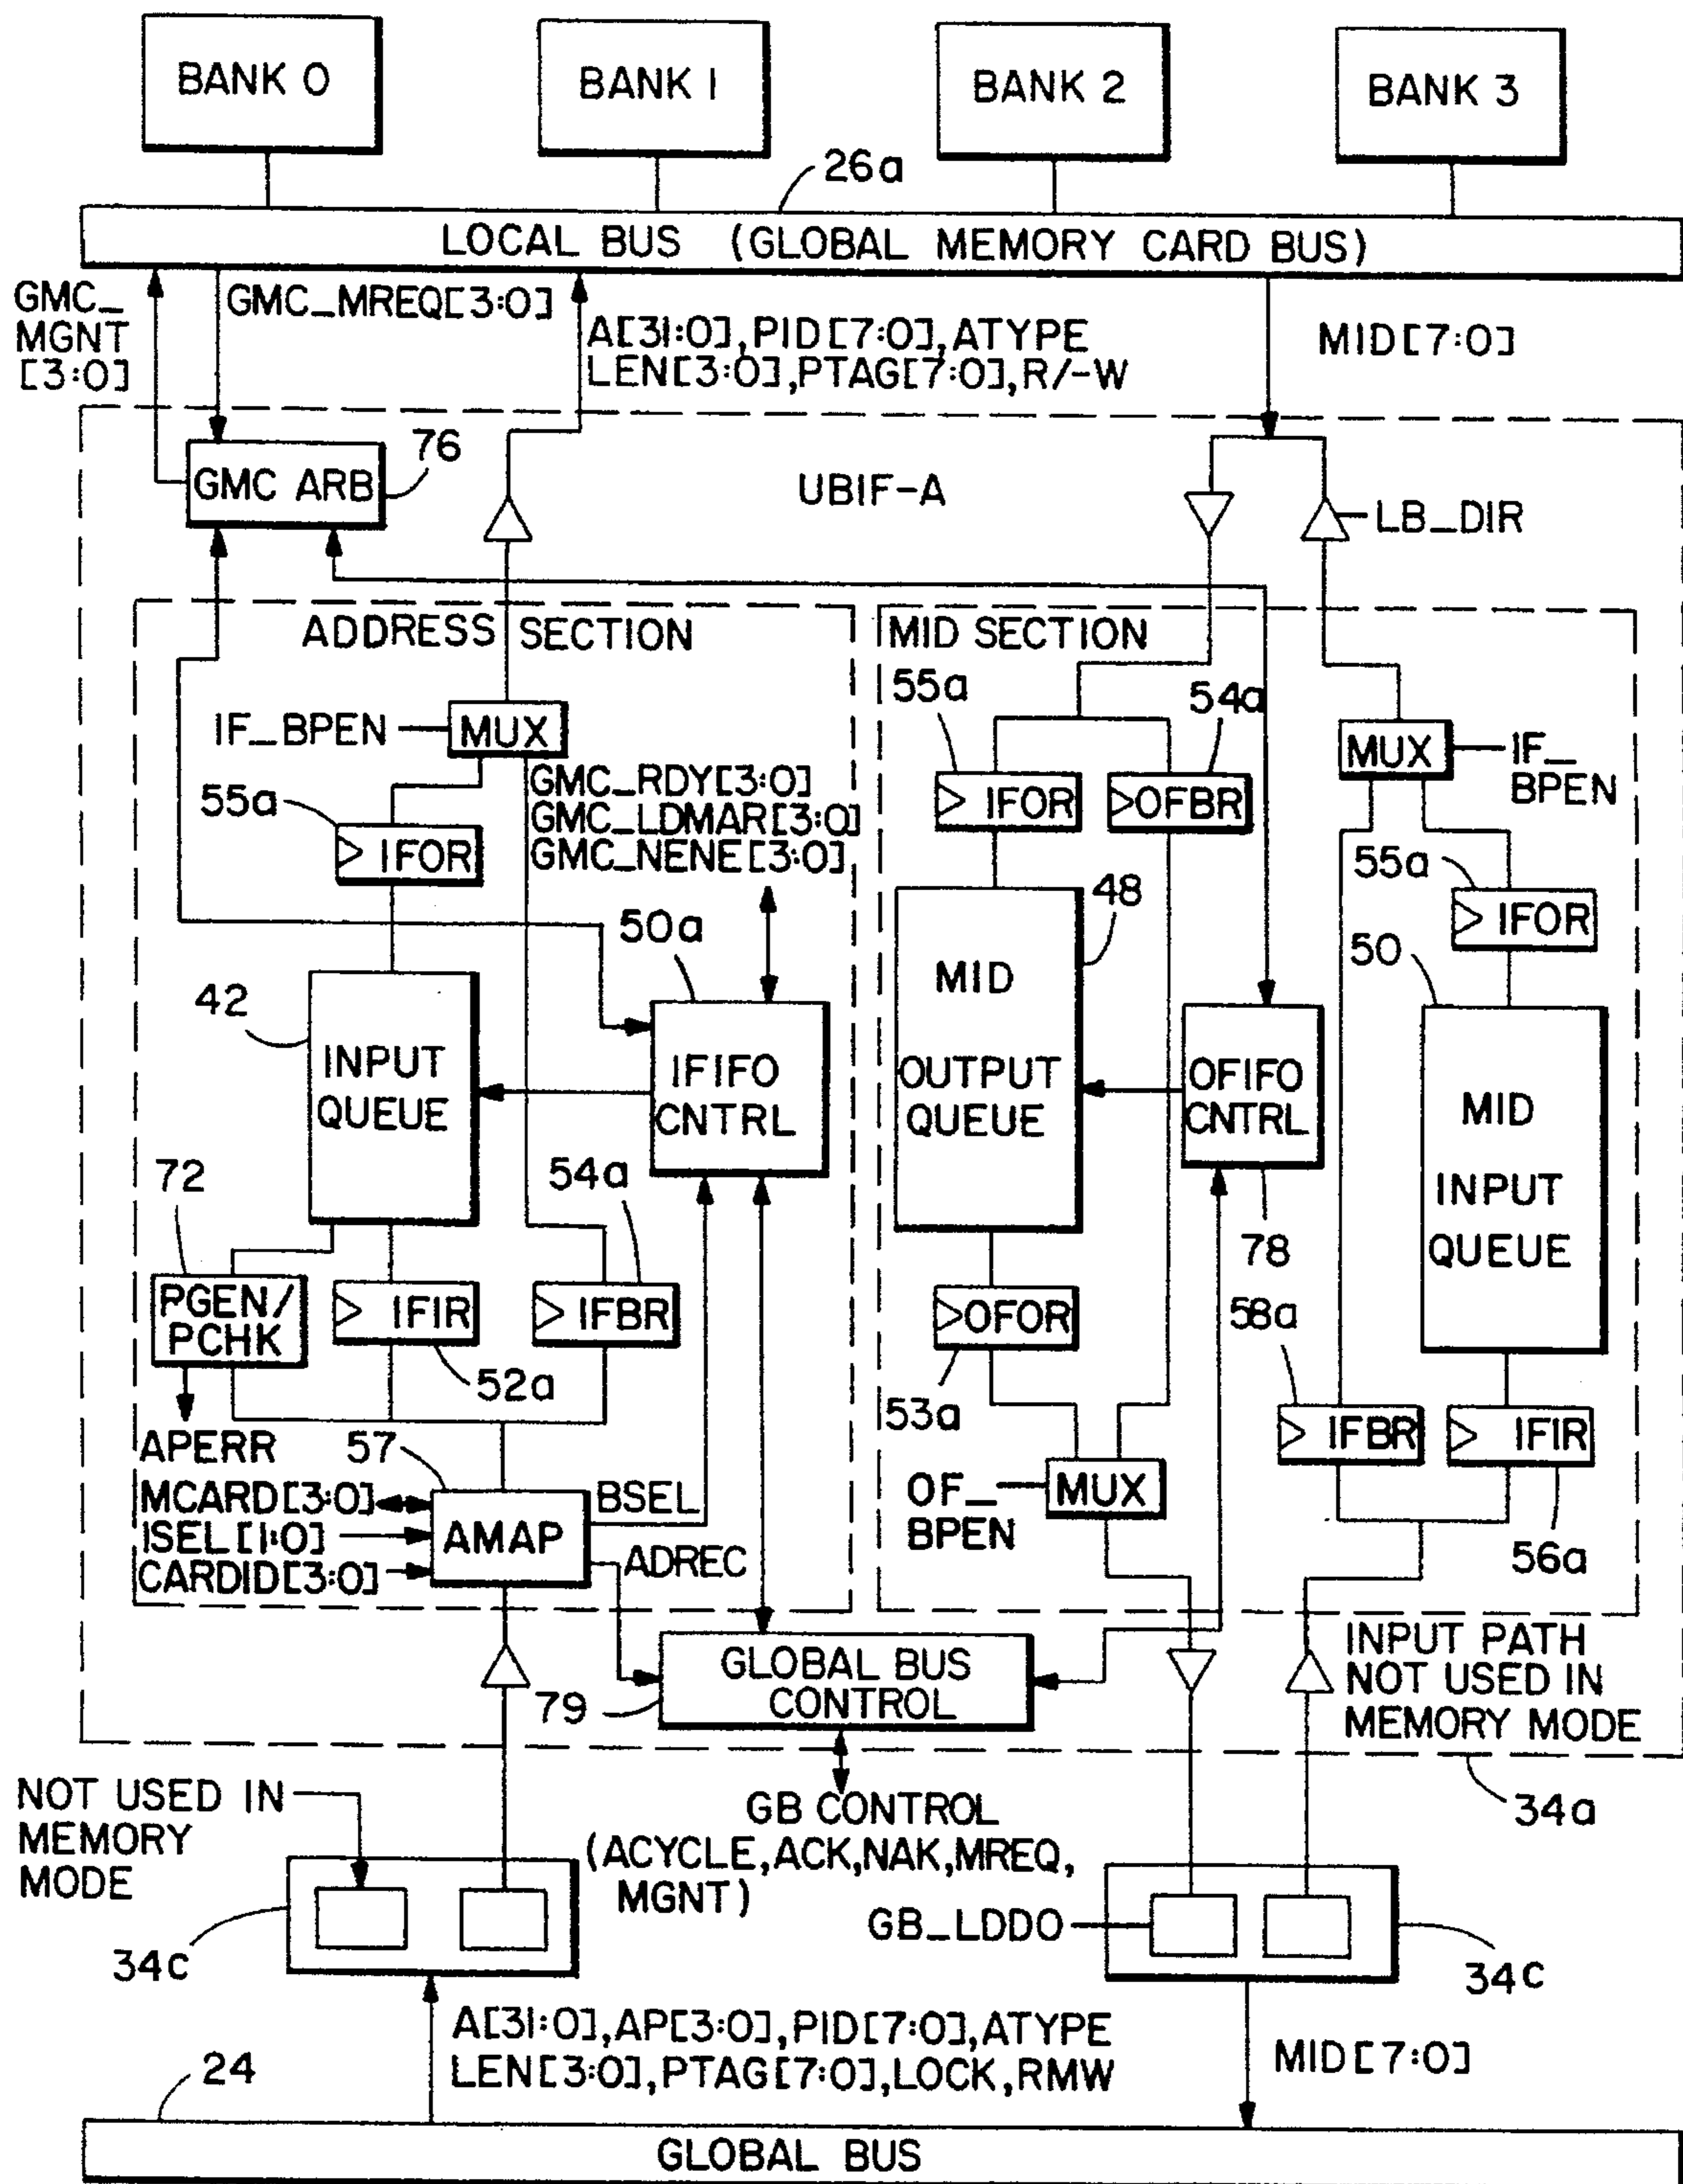 BANK 0
BANK 1
BANK 2
BANK 3
26a
LOCAL BUS (GLOBAL MEMORY CARD BUS)
GMC_
MGNT
[3:0]
GMC_MREQ[3:0]
A[31:0],PID[7:0],ATYPE
LEN[3:0],PTAG[7:0],R/-W
MID[7:0]
GMC ARB
76
UBIF-A
LB_DIR
ADDRESS SECTION
MID SECTION
IF_BPEN
MUX
55a
IFOR
GMC_RDY[3:0]
GMC_LDMAR[3:0]
GMC_NENE[3:0]
55a
54a
IFOR
OFBR
MUX
IF_
BPEN
55a
IFOR
42
INPUT
QUEUE
50a
IFIFO
CNTRL
48
MID
OUTPUT
QUEUE
OFIFO
CNTRL
78
50
MID
INPUT
QUEUE
72
PGEN/
PCHK
IFIR
52a
54a
IFBR
OFOR
53a
58a
IFBR
IFIR
56a
APERR
57
MCARD[3:0]
ISEL[1:0]
CARDID[3:0]
AMAP
BSEL
ADREC
OF_
BPEN
MUX
GLOBAL BUS
CONTROL
79
INPUT PATH
NOT USED IN
MEMORY MODE
34a
NOT USED IN
MEMORY
MODE
GB CONTROL
(ACYCLE,ACK,NAK,MREQ,
MGNT)
34c
GB_LDDO
34c
A[31:0],AP[3:0],PID[7:0],ATYPE
LEN[3:0],PTAG[7:0],LOCK,RMW
MID[7:0]
24
GLOBAL BUS